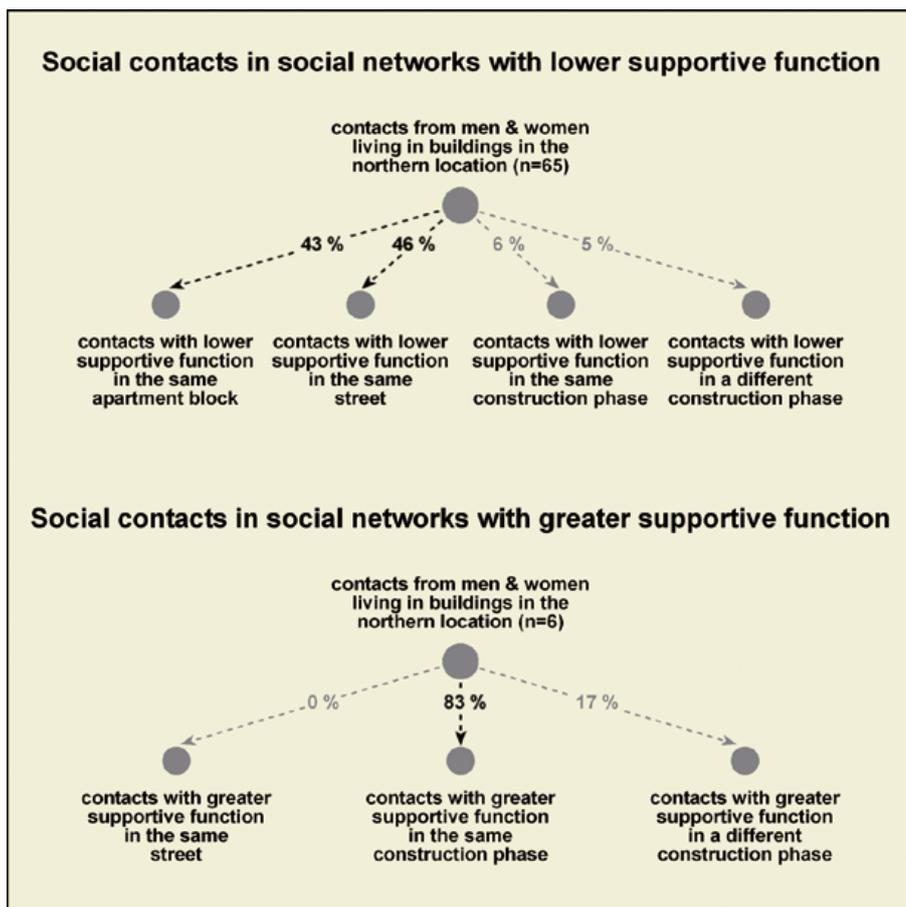 Social contacts in social networks with lower supportive function
contacts from men & women
living in buildings in the
northern location (n=65)
43 %
46 %
6 %
5 %
contacts with lower
supportive function
in the same
apartment block
contacts with lower
supportive function
in the same
street
contacts with lower
supportive function
in the same
construction phase
contacts with lower
supportive function
in a different
construction phase
Social contacts in social networks with greater supportive function
contacts from men & women
living in buildings in the
northern location (n=6)
0 %
83 %
17 %
contacts with greater
supportive function
in the same
street
contacts with greater
supportive function
in the same
construction phase
contacts with greater
supportive function
in a different
construction phase